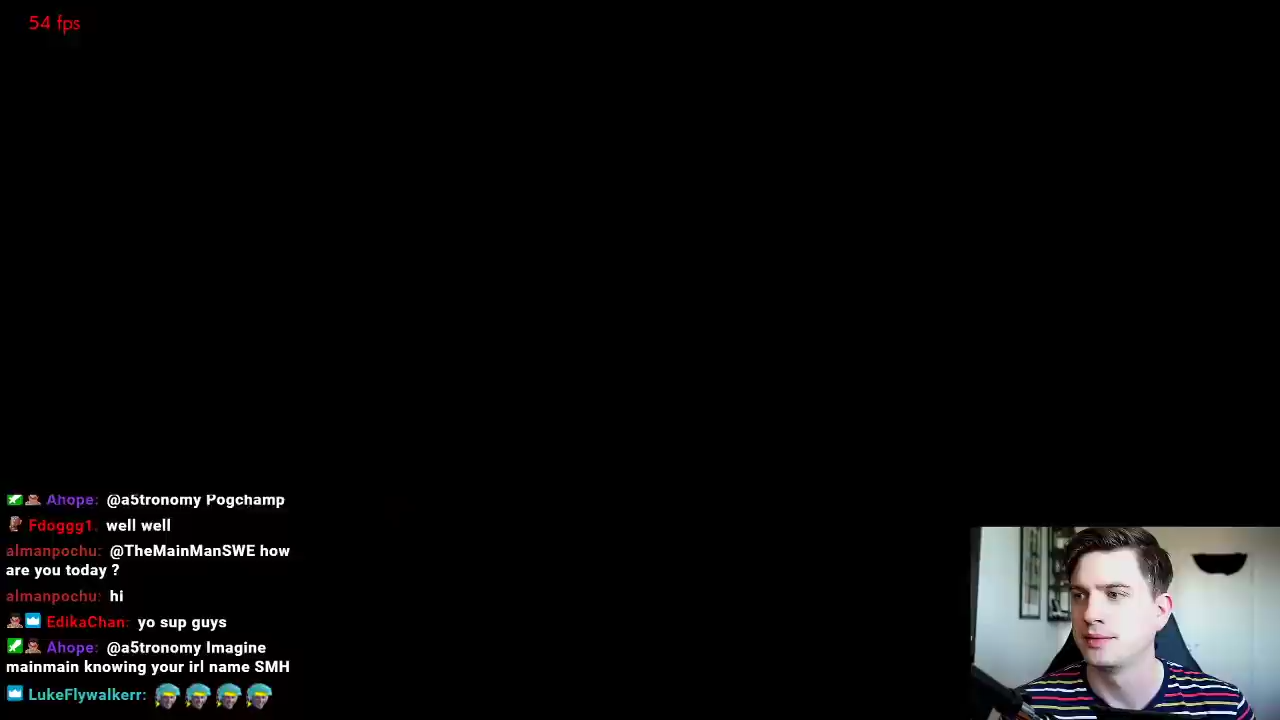 54 fps
Ahope: @a5tronomy Pogchamp
Fdoggg1: well well
almanpochu: @TheMainManSWE how
are you today ?
almanpochu: hi
EdikaChan: yo sup guys
Ahope: @a5tronomy Imagine
mainmain knowing your irl name SMH
LukeFlywalkerr: